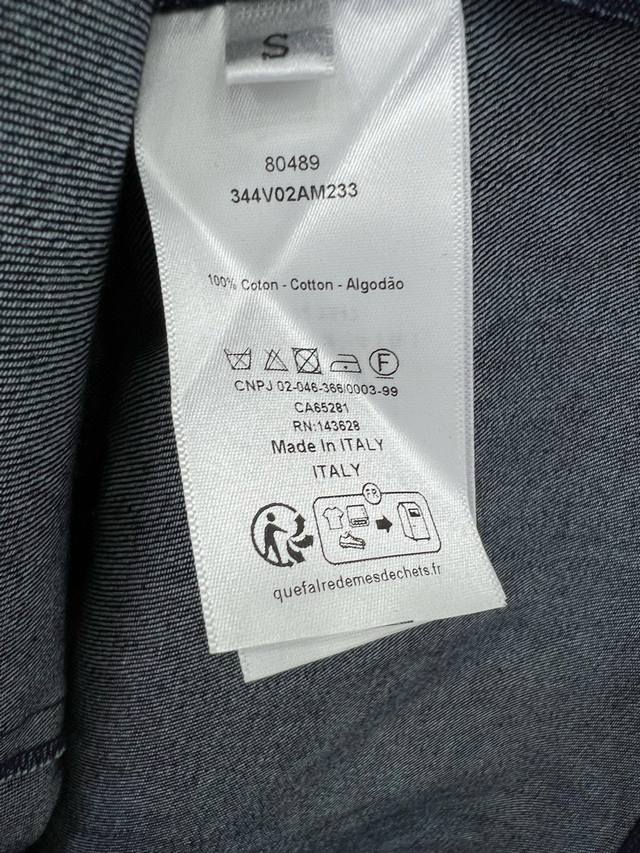 S
80489
344V02AM233
100% Coton - Cotton - Algodão
F
CNPJ 02-046-366/0003-99
CA65281
RN:143628
Made In ITALY
ITALY
FR
quefairedemesdechets.fr